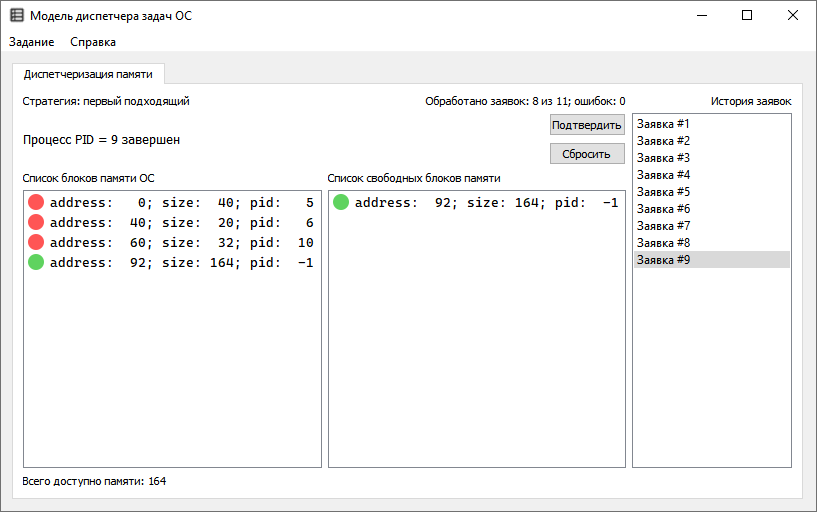 Модель диспетчера задач ОС
Задание Справка
Диспетчеризация памяти
Стратегия: первый подходящий
Обработано заявок: 8 из 11; ошибок: 0
История заявок
Процесс PID = 9 завершен
Подтвердить
Сбросить
Список блоков памяти ОС
address:   0; size:  40; pid:   5
address:  40; size:  20; pid:   6
address:  60; size:  32; pid:  10
address:  92; size: 164; pid:  -1
Список свободных блоков памяти
address:  92; size: 164; pid:  -1
Заявка #1
Заявка #2
Заявка #3
Заявка #4
Заявка #5
Заявка #6
Заявка #7
Заявка #8
Заявка #9
Всего доступно памяти: 164